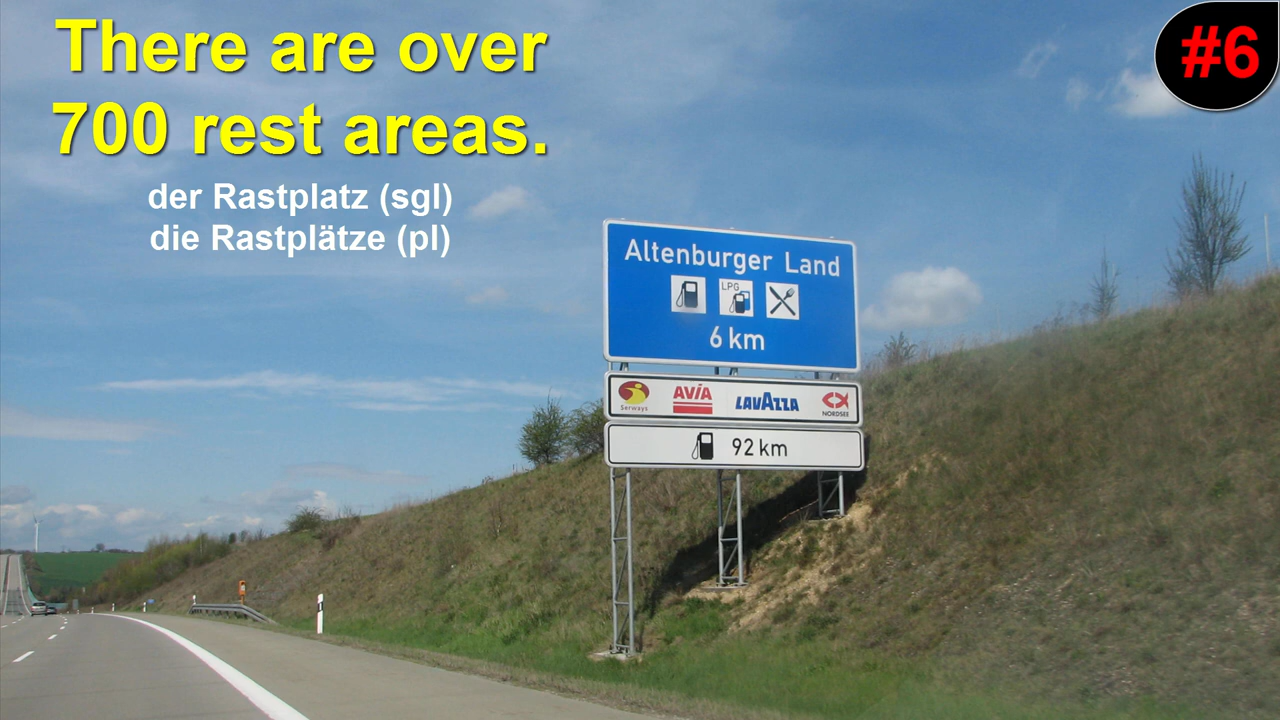 There are over
700 rest areas.
der Rastplatz (sgl)
die Rastplätze (pl)
#6
Altenburger Land
LPG
6 km
Serways AVIA LAVAZZA NORDSEE
92 km